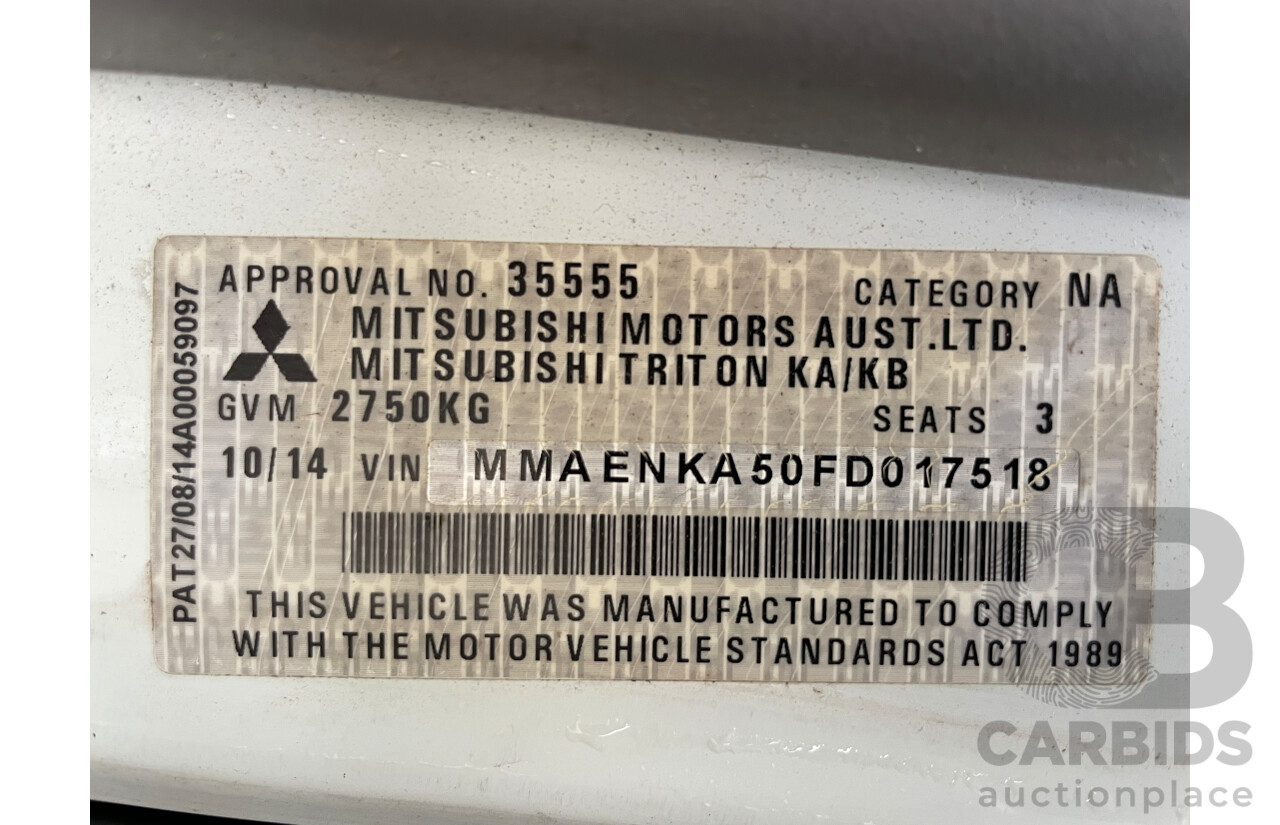 APPROVAL NO. 35555 CATEGORY NA
MITSUBISHI MOTORS AUST.LTD.
MITSUBISHI TRITON KA/KB
GVM 2750KG SEATS 3
10/14 VIN MMAENKA50FD017518
THIS VEHICLE WAS MANUFACTURED TO COMPLY
WITH THE MOTOR VEHICLE STANDARDS ACT 1989
PAT27/08/14A00059097
CB
CARBIDS
auctionplace